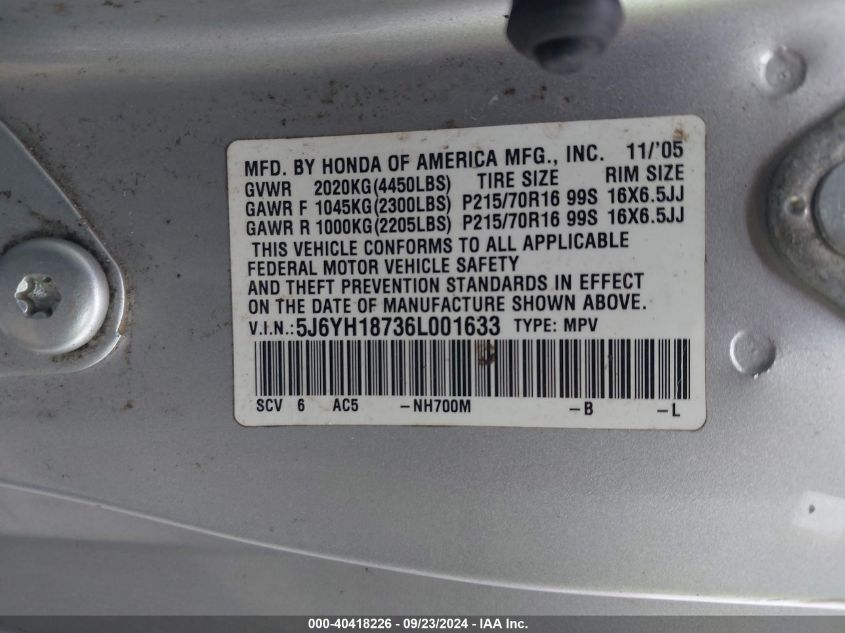 MFD. BY HONDA OF AMERICA MFG., INC. 11/'05
GVWR 2020KG(4450LBS) TIRE SIZE RIM SIZE
GAWR F 1045KG(2300LBS) P215/70R16 99S 16X6.5JJ
GAWR R 1000KG(2205LBS) P215/70R16 99S 16X6.5JJ
THIS VEHICLE CONFORMS TO ALL APPLICABLE
FEDERAL MOTOR VEHICLE SAFETY
AND THEFT PREVENTION STANDARDS IN EFFECT
ON THE DATE OF MANUFACTURE SHOWN ABOVE.
V.I.N.:5J6YH18736L001633 TYPE: MPV
SCV 6 AC5 -NH700M -B -L
000-40418226 - 09/23/2024 - IAA Inc.